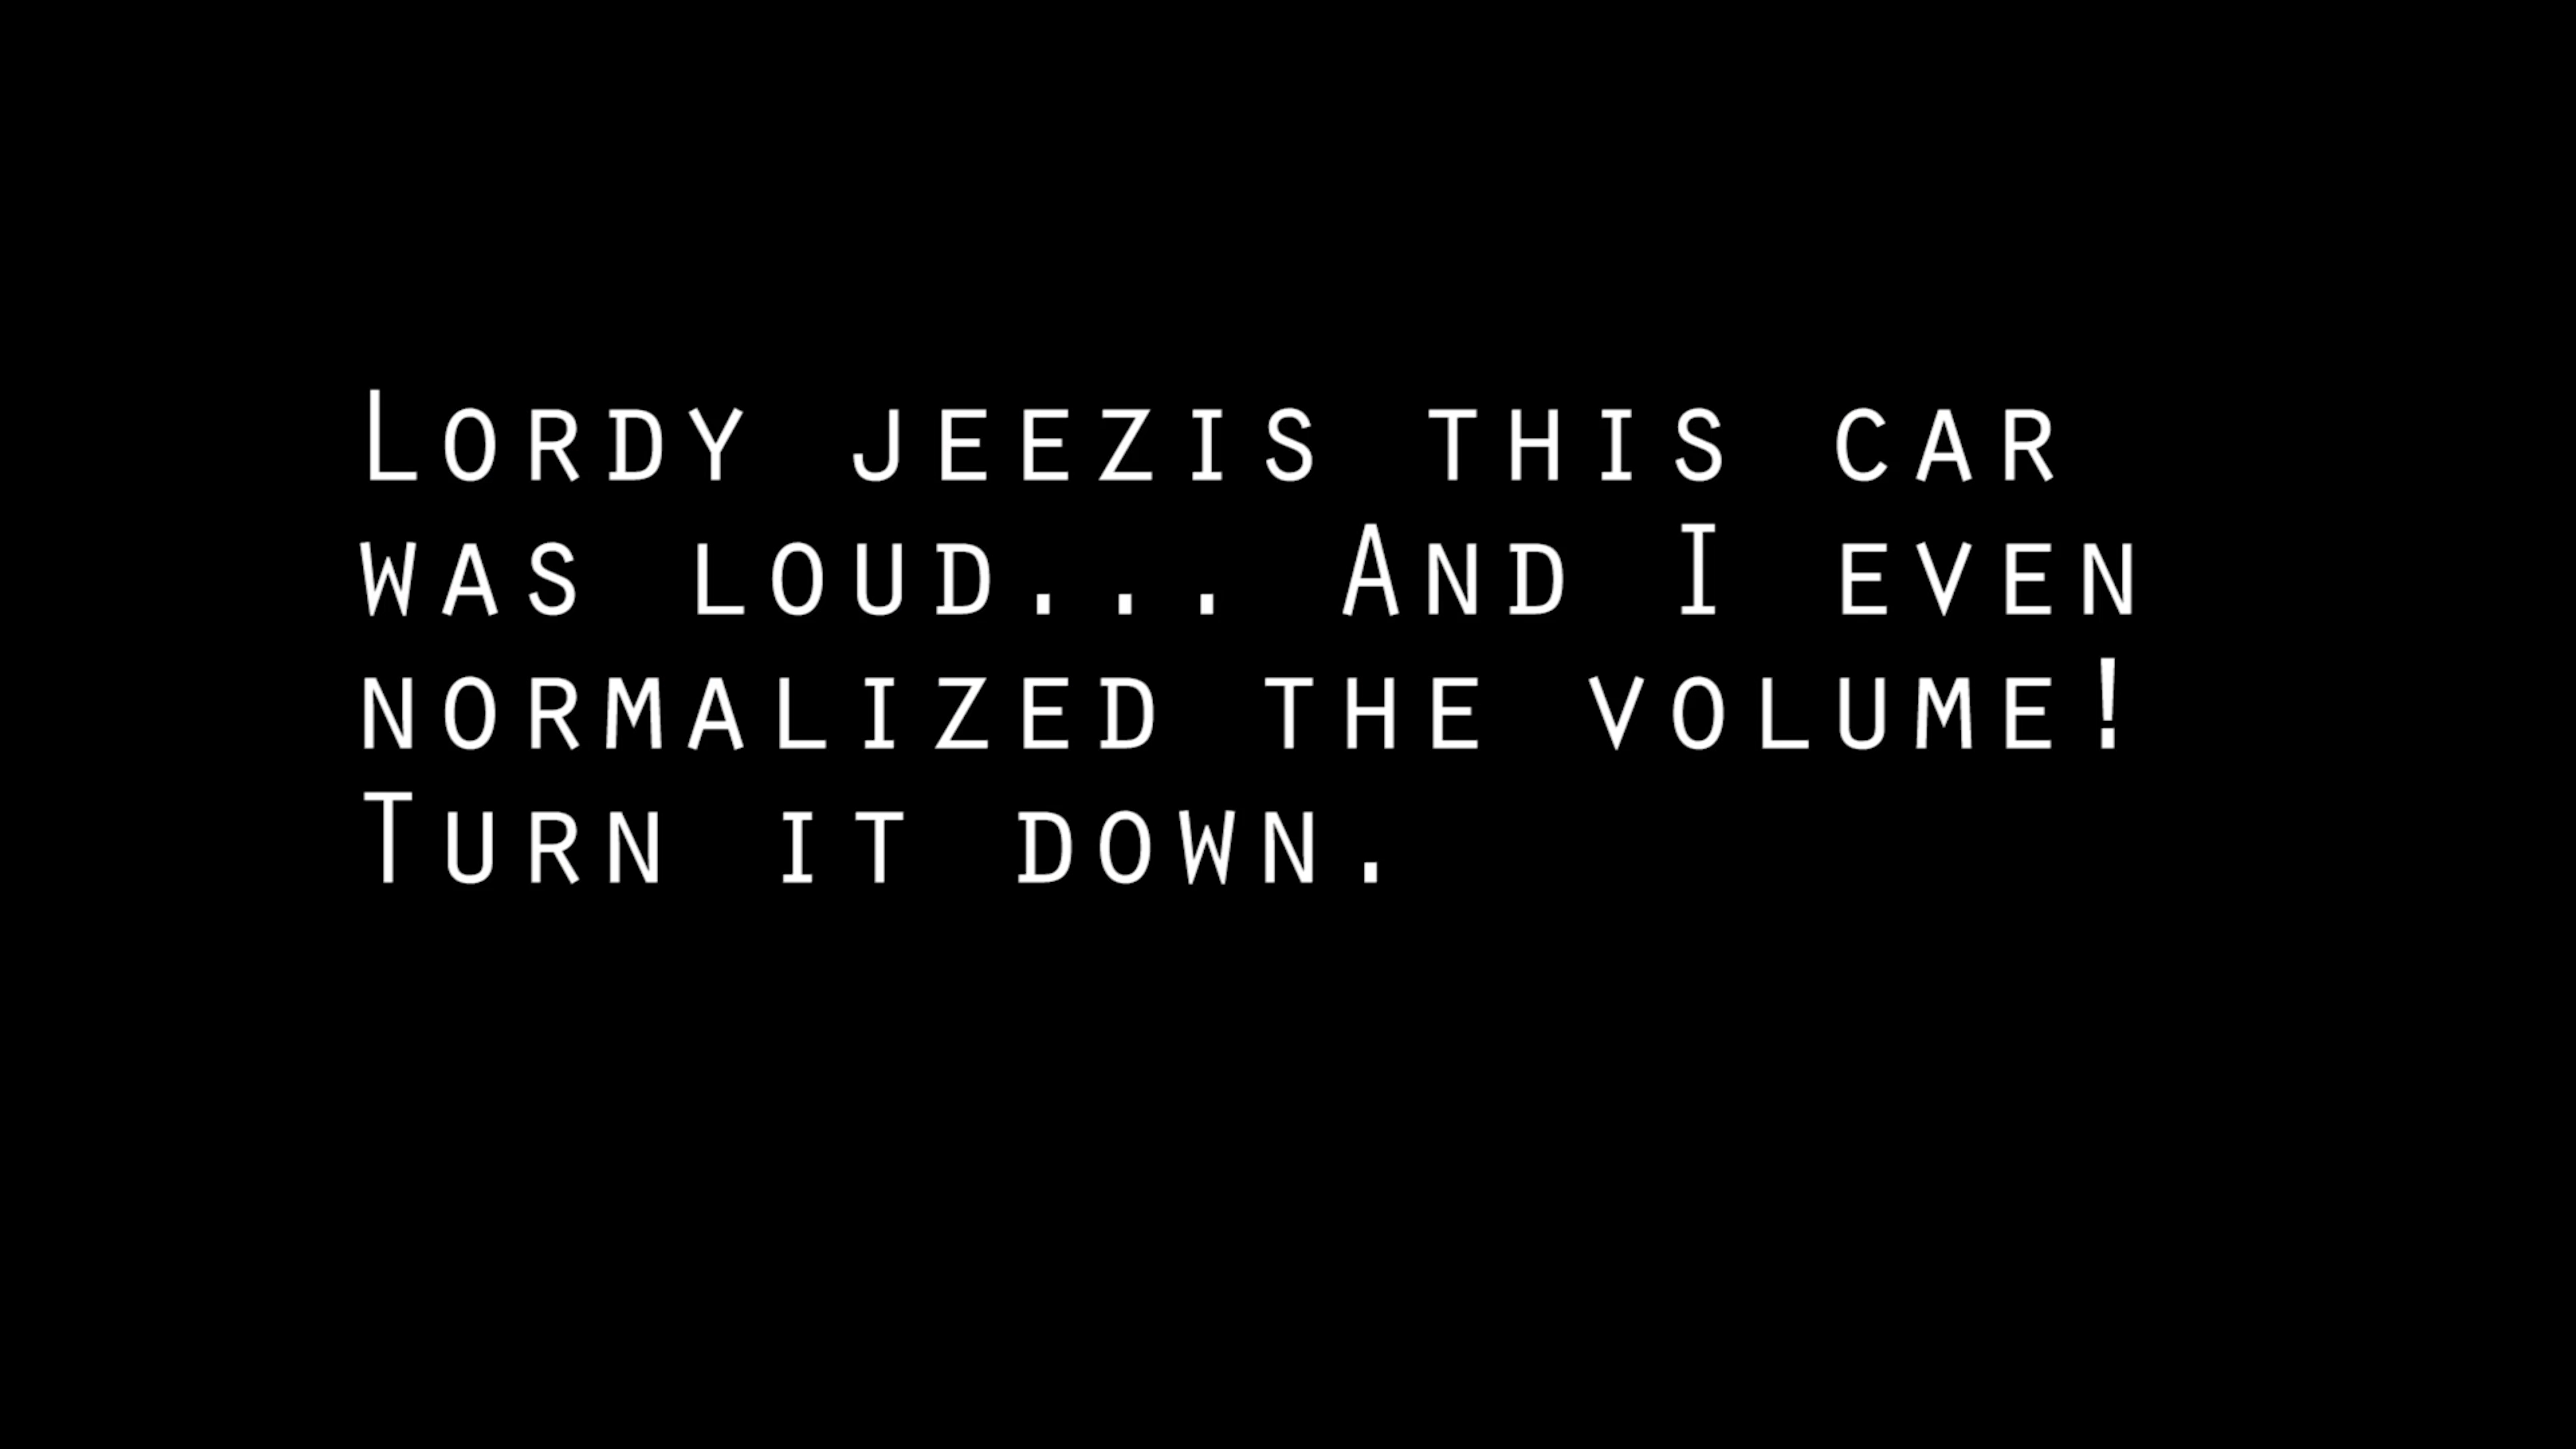 Lordy jeezis this car
was loud... And I even
normalized the volume!
Turn it down.